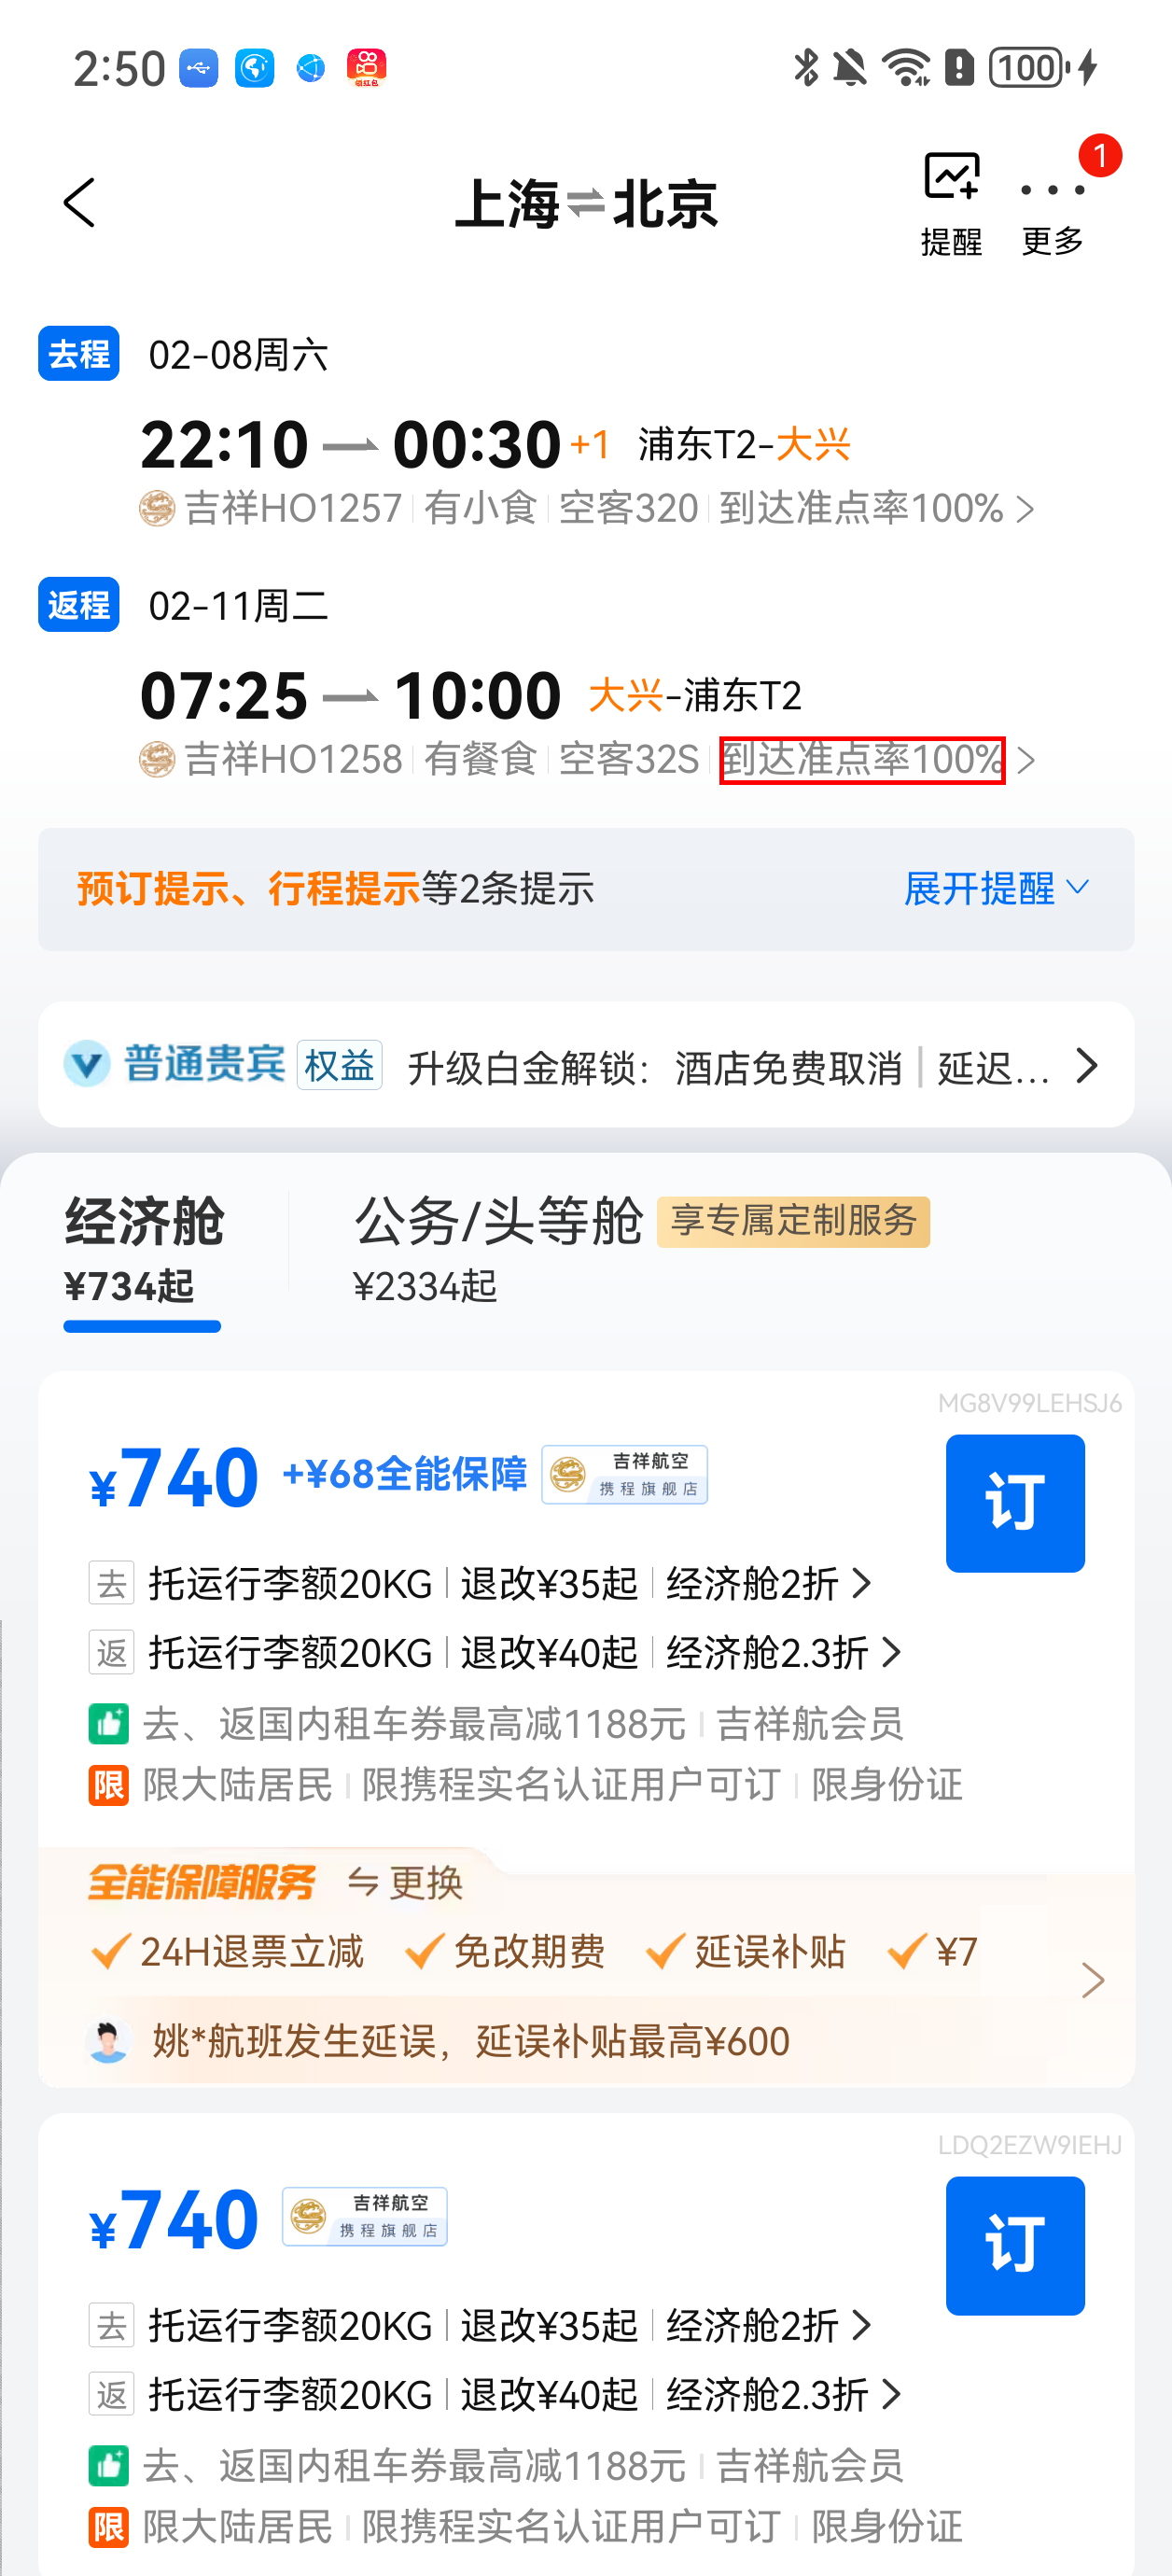 2:50
领红包
100
上海⇌北京
提醒
更多
1
去程 02-08周六
22:10 00:30 +1 浦东T2-大兴
吉祥HO1257 有小食 空客320 到达准点率100%
返程 02-11周二
07:25 10:00 大兴-浦东T2
吉祥HO1258 有餐食 空客32S 到达准点率100%
预订提示、行程提示等2条提示 展开提醒
普通贵宾 权益 升级白金解锁：酒店免费取消 | 延迟...
经济舱 公务/头等舱 享专属定制服务
¥734起 ¥2334起
MG8V99LEHSJ6
¥740 +¥68全能保障 吉祥航空 携程旗舰店 订
去 托运行李额20KG 退改¥35起 经济舱2折
返 托运行李额20KG 退改¥40起 经济舱2.3折
去、返国内租车券最高减1188元 吉祥航会员
限 限大陆居民 限携程实名认证用户可订 限身份证
全能保障服务 更换
24H退票立减 免改期费 延误补贴 ¥7
姚*航班发生延误，延误补贴最高¥600
LDQ2EZW9IEHJ
¥740 吉祥航空 携程旗舰店 订
去 托运行李额20KG 退改¥35起 经济舱2折
返 托运行李额20KG 退改¥40起 经济舱2.3折
去、返国内租车券最高减1188元 吉祥航会员
限 限大陆居民 限携程实名认证用户可订 限身份证